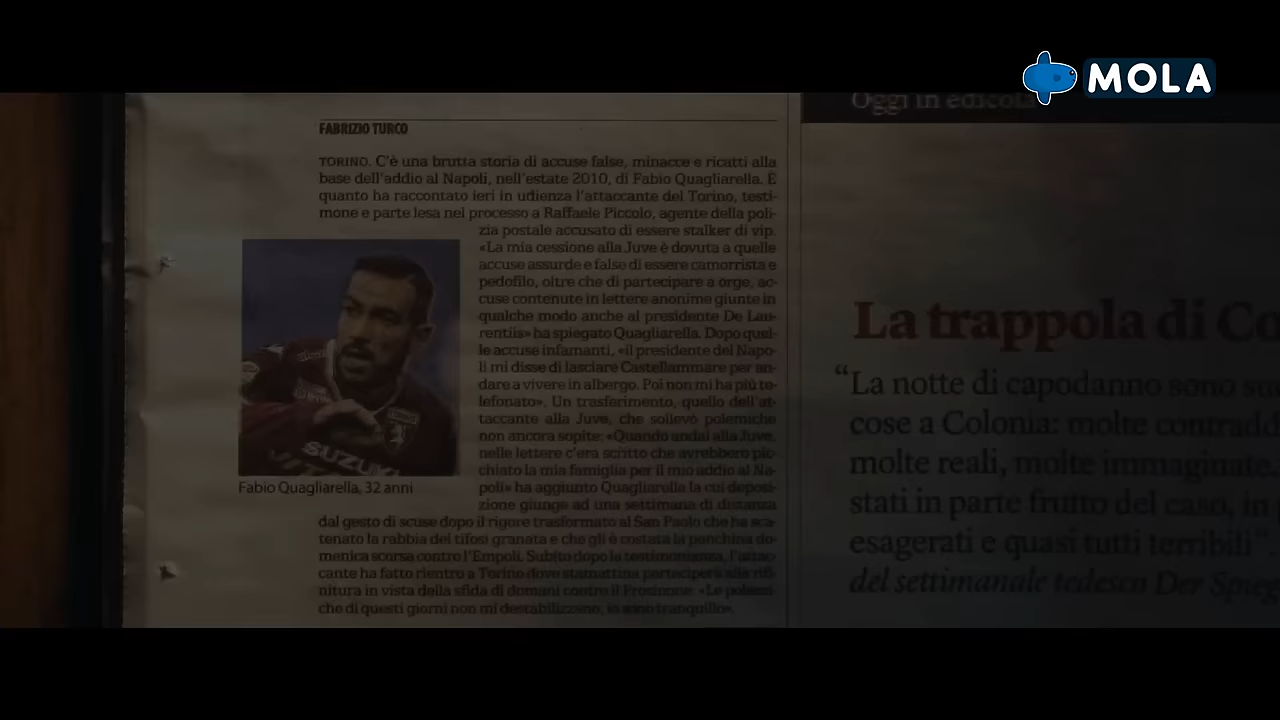 MOLA
Oggi in edicola
FABRIZIO TURCO
TORINO. C'è una brutta storia di accuse false, minacce e ricatti alla
base dell'addio al Napoli, nell'estate 2010, di Fabio Quagliarella. È
quanto ha raccontato ieri in udienza l'attaccante del Torino, testi-
mone e parte lesa nel processo a Raffaele Piccolo, agente della poli-
zia postale accusato di essere stalker di vip.
«La mia cessione alla Juve è dovuta a quelle
accuse assurde e false di essere camorrista e
pedofilo, oltre che di partecipare a orge, ac-
cuse contenute in lettere anonime giunte in
qualche modo anche al presidente De Lau-
rentiis» ha spiegato Quagliarella. Dopo quel-
le accuse infamanti, «il presidente del Napo-
li mi disse di lasciare Castellammare per an-
dare a vivere in albergo. Poi non mi ha più te-
lefonato». Un trasferimento, quello dell'at-
taccante alla Juve, che sollevò polemiche
non ancora sopite: «Quando andai alla Juve,
nelle lettere c'era scritto che avrebbero pic-
chiato la mia famiglia per il mio addio al Na-
poli» ha aggiunto Quagliarella la cui deposi-
zione giunge ad una settimana di distanza
dal gesto di scuse dopo il rigore trasformato al San Paolo che ha sca-
tenato la rabbia dei tifosi granata e che gli è costata la panchina do-
menica scorsa contro l'Empoli. Subito dopo la testimonianza, l'attac-
cante ha fatto rientro a Torino dove stamattina parteciperà alla rifi-
nitura in vista della sfida di domani contro il Frosinone: «Le polemi-
che di questi giorni non mi destabilizzano, io sono tranquillo».
SUZUKI
Fabio Quagliarella, 32 anni
La trappola di Co
“La notte di capodanno sono su
cose a Colonia: molte contradd
molte reali, molte immaginate,
stati in parte frutto del caso, in
esagerati e quasi tutti terribili”
del settimanale tedesco Der Spieg